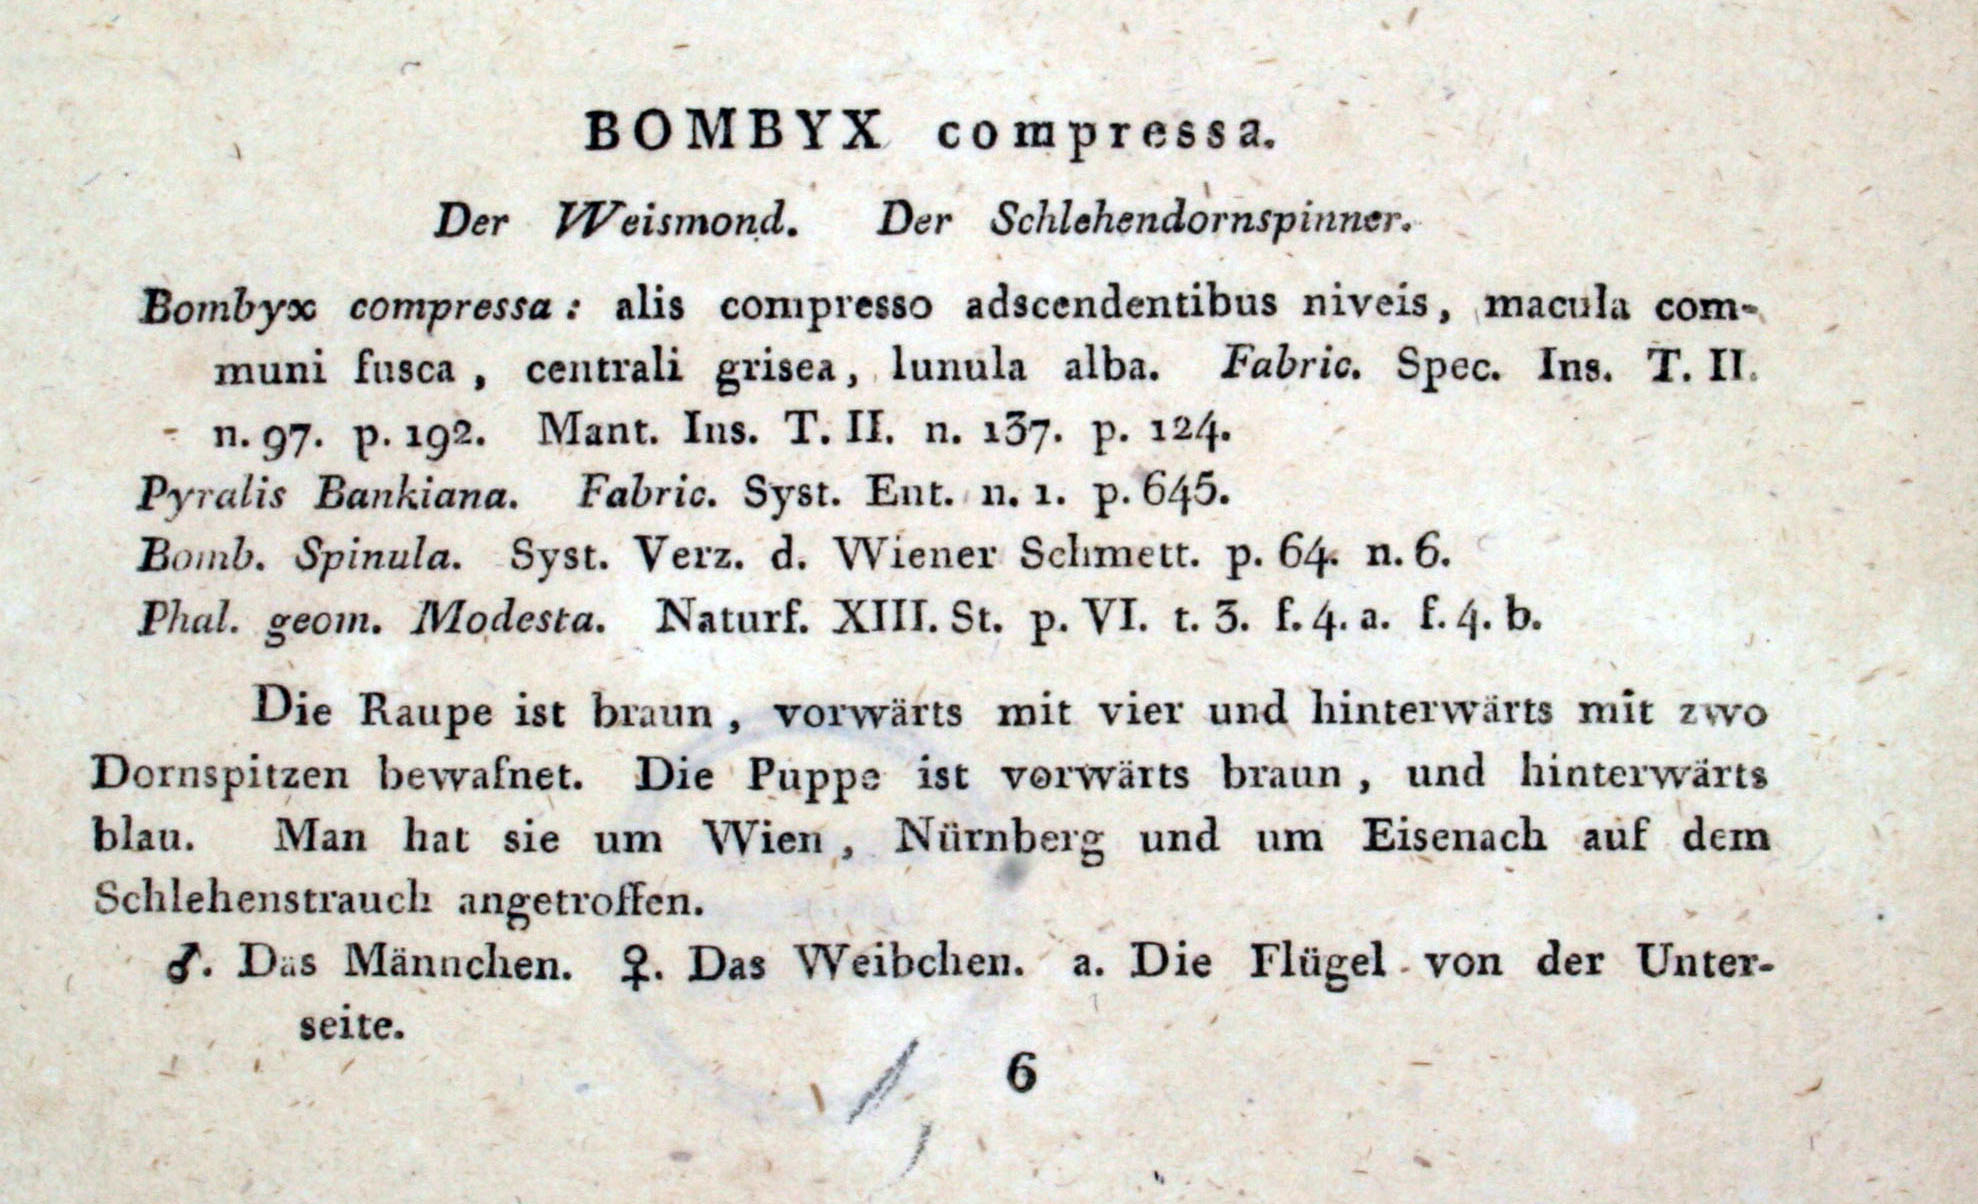 BOMBYX compressa.
Der Weismond. Der Schlehendornspinner.
Bombyx compressa: alis compresso adscendentibus niveis, macula com-
muni fusca, centrali grisea, lunula alba. Fabric. Spec. Ins. T. II.
n. 97. p. 192. Mant. Ins. T. II. n. 137. p. 124.
Pyralis Bankiana. Fabric. Syst. Ent. n. 1. p. 645.
Bomb. Spinula. Syst. Verz. d. Wiener Schmett. p. 64. n. 6.
Phal. geom. Modesta. Naturf. XIII. St. p. VI. t. 3. f. 4. a. f. 4. b.
Die Raupe ist braun, vorwärts mit vier und hinterwärts mit zwo
Dornspitzen bewafnet. Die Puppe ist vorwärts braun, und hinterwärts
blau. Man hat sie um Wien, Nürnberg und um Eisenach auf dem
Schlehenstrauch angetroffen.
♂. Das Männchen. ♀. Das Weibchen. a. Die Flügel von der Unter-
seite.
6